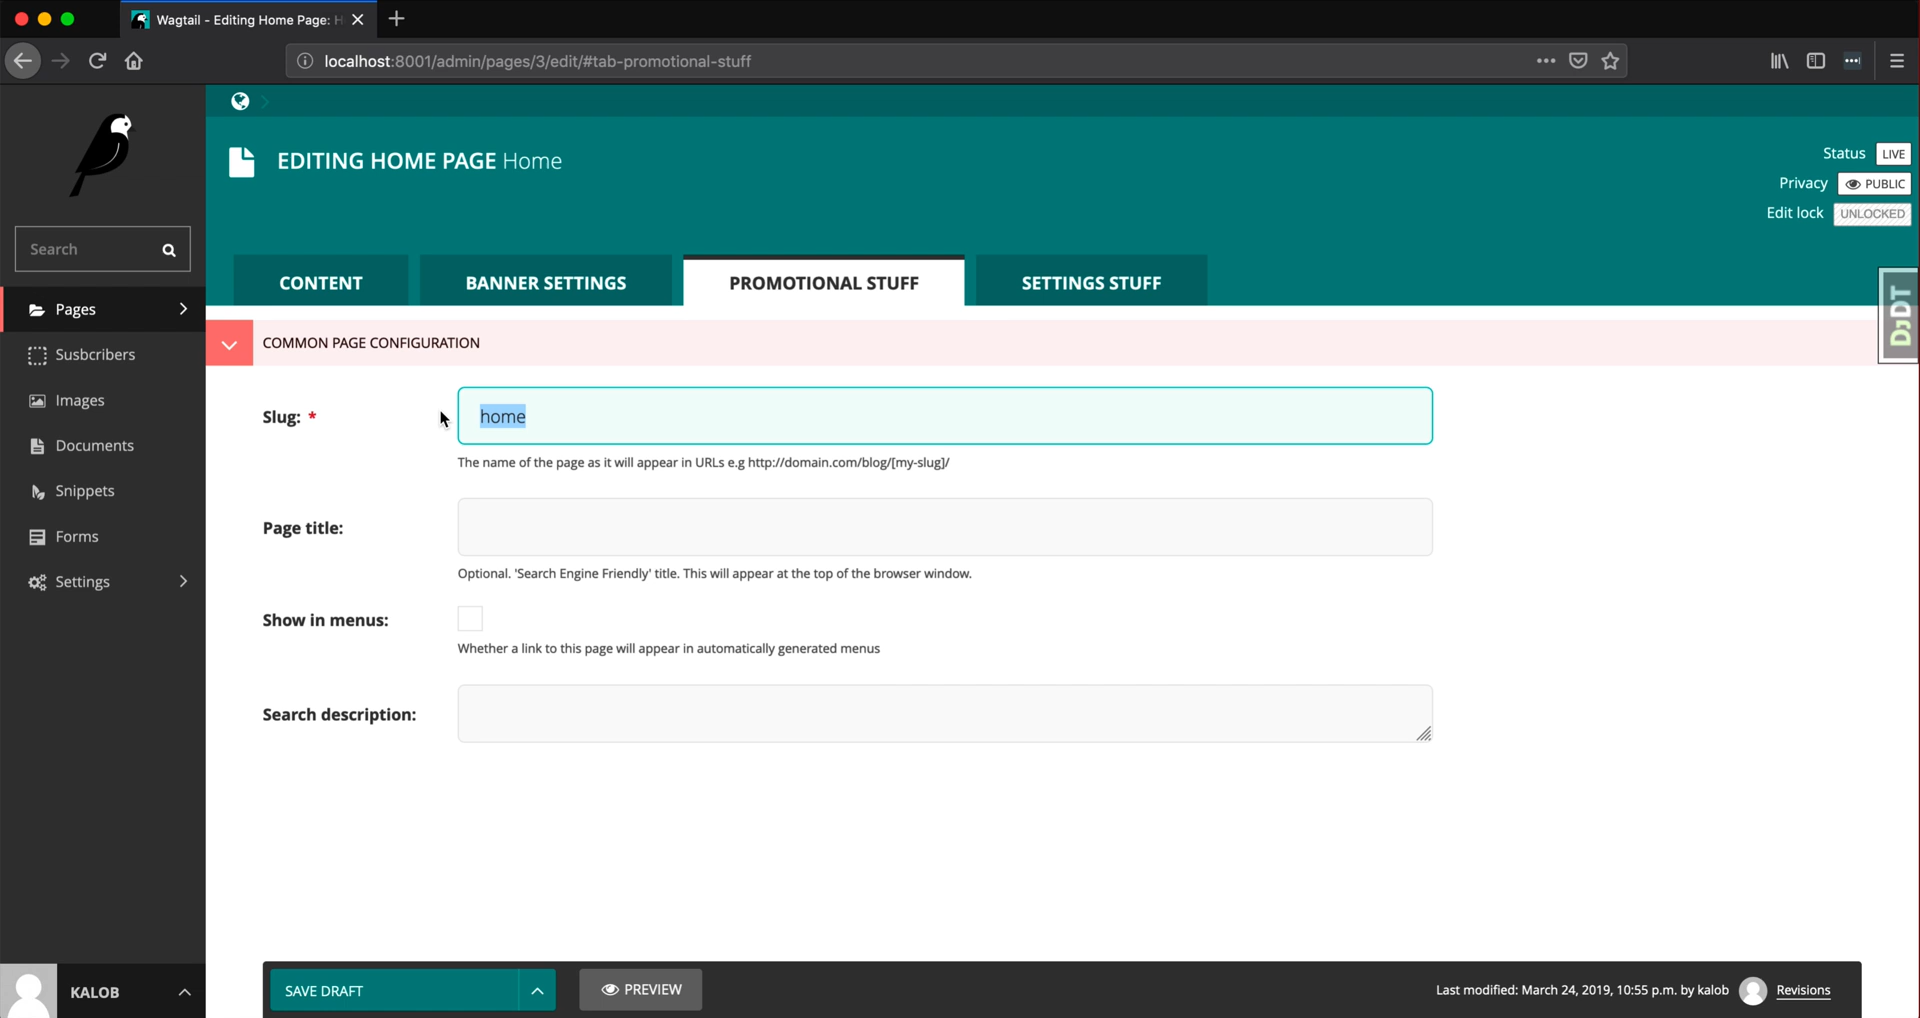 Wagtail - Editing Home Page: H
localhost:8001/admin/pages/3/edit/#tab-promotional-stuff
EDITING HOME PAGE Home
Status LIVE
Privacy PUBLIC
Edit lock UNLOCKED
Search
CONTENT
BANNER SETTINGS
PROMOTIONAL STUFF
SETTINGS STUFF
DjDT
Pages
Susbcribers
Images
Documents
Snippets
Forms
Settings
COMMON PAGE CONFIGURATION
Slug: *
home
The name of the page as it will appear in URLs e.g http://domain.com/blog/[my-slug]/
Page title:
Optional. 'Search Engine Friendly' title. This will appear at the top of the browser window.
Show in menus:
Whether a link to this page will appear in automatically generated menus
Search description:
KALOB
SAVE DRAFT
PREVIEW
Last modified: March 24, 2019, 10:55 p.m. by kalob
Revisions